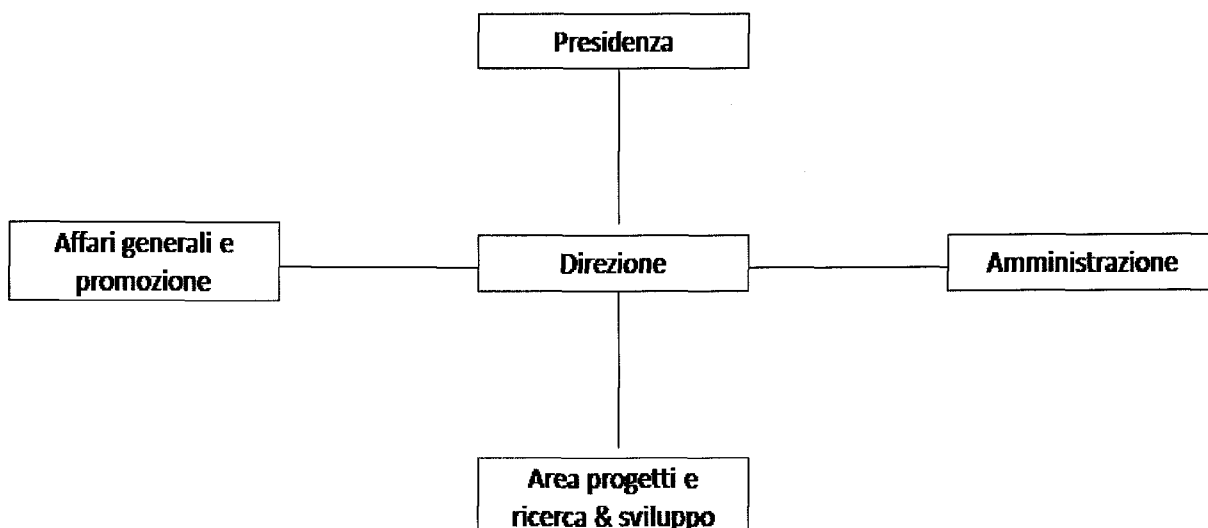 Presidenza
Affari generali e
promozione
Direzione
Amministrazione
Area progetti e
ricerca & sviluppo